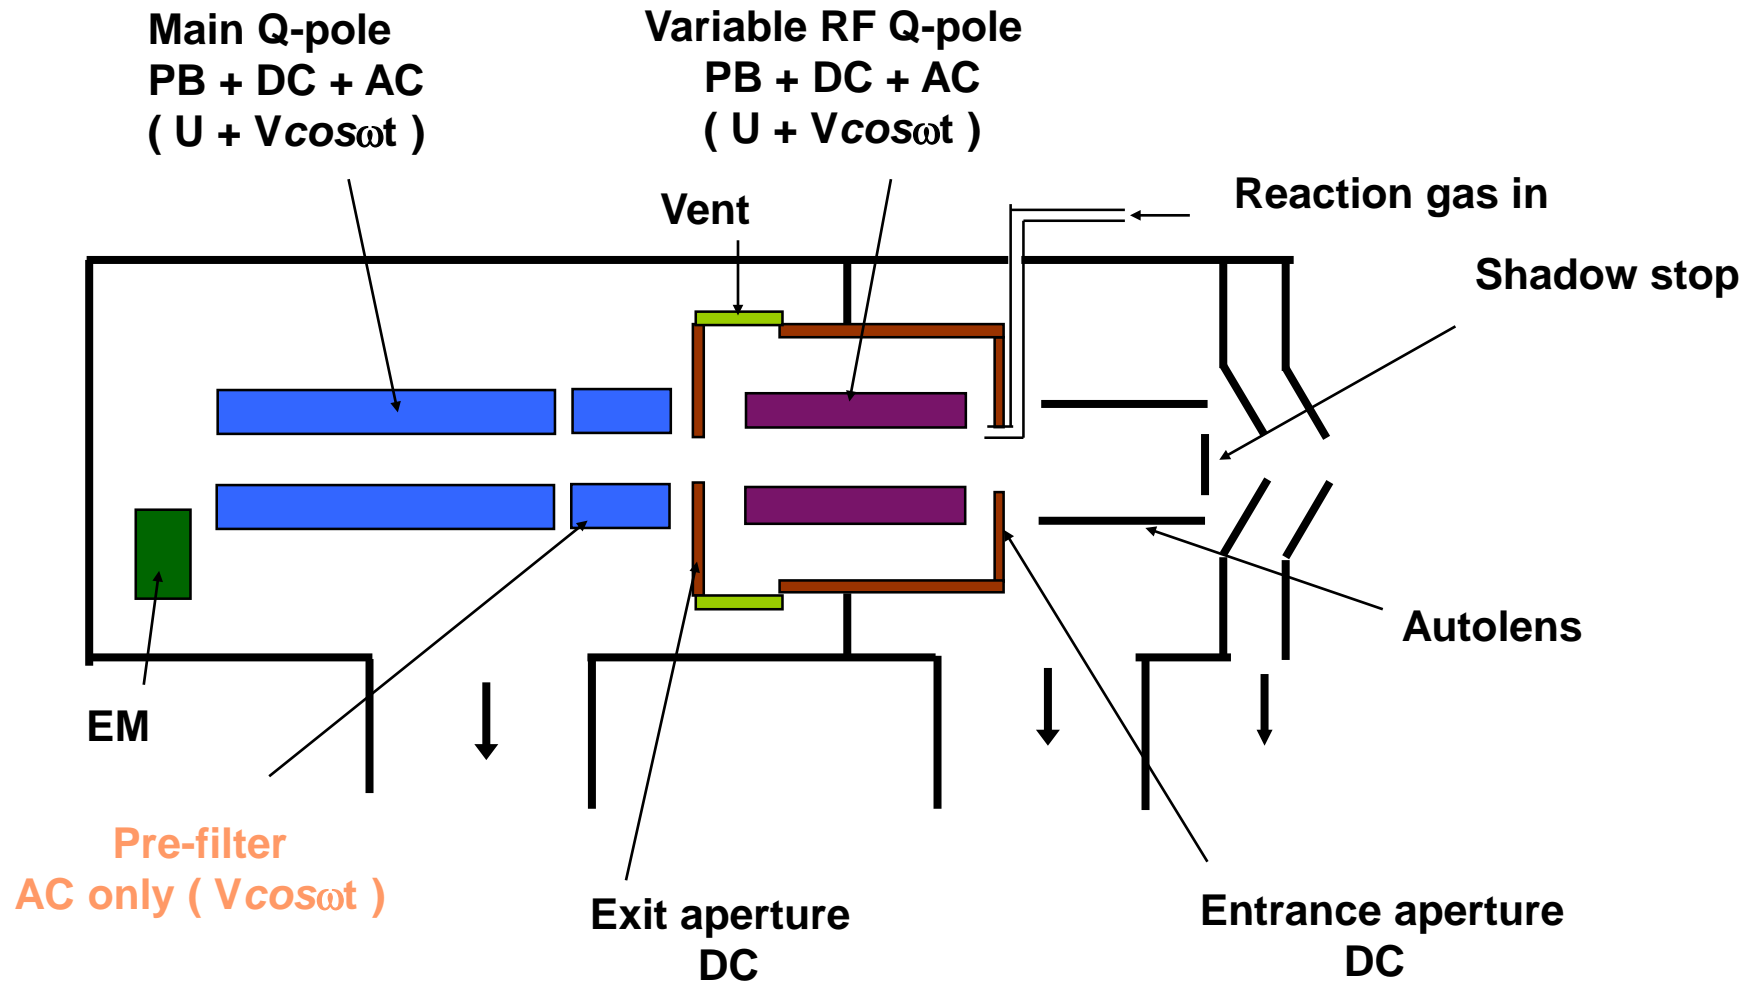 Main Q-pole
PB + DC + AC
( U + Vcosωt )
Variable RF Q-pole
PB + DC + AC
( U + Vcosωt )
Vent
Reaction gas in
Shadow stop
Autolens
EM
Pre-filter
AC only ( Vcosωt )
Exit aperture
DC
Entrance aperture
DC